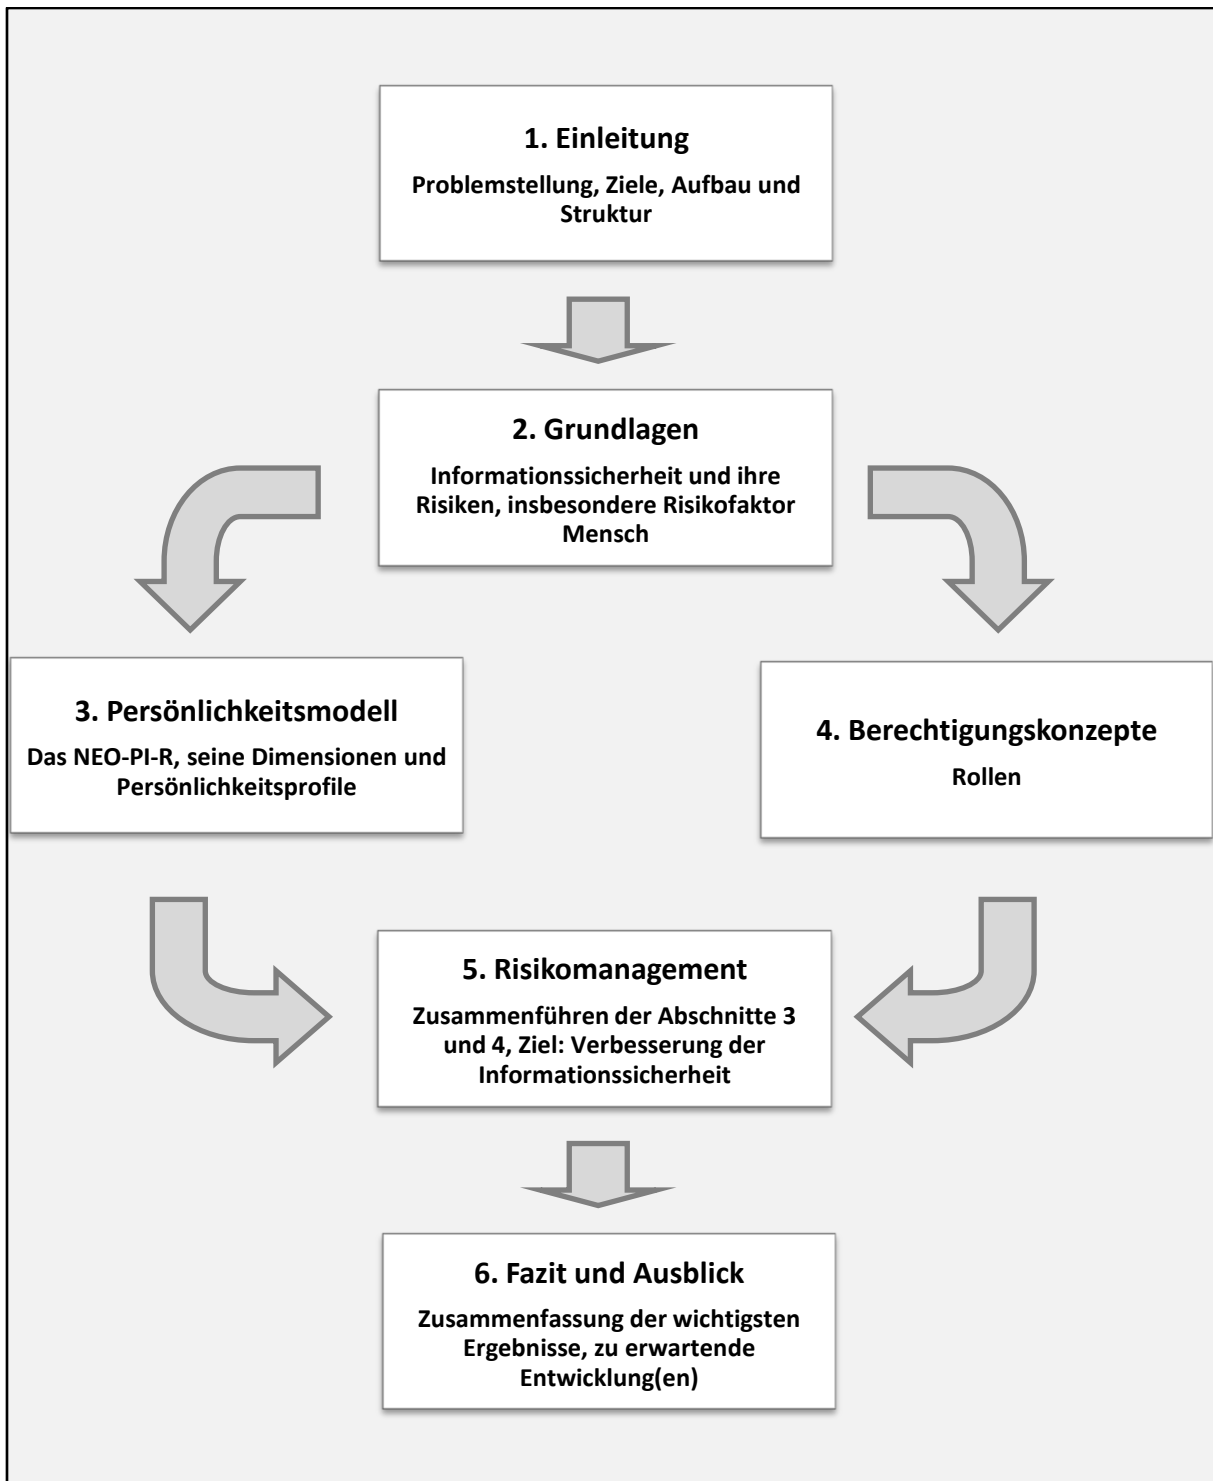 1. Einleitung
Problemstellung, Ziele, Aufbau und
Struktur
2. Grundlagen
Informationssicherheit und ihre
Risiken, insbesondere Risikofaktor
Mensch
3. Persönlichkeitsmodell
Das NEO-PI-R, seine Dimensionen und
Persönlichkeitsprofile
4. Berechtigungskonzepte
Rollen
5. Risikomanagement
Zusammenführen der Abschnitte 3
und 4, Ziel: Verbesserung der
Informationssicherheit
6. Fazit und Ausblick
Zusammenfassung der wichtigsten
Ergebnisse, zu erwartende
Entwicklung(en)